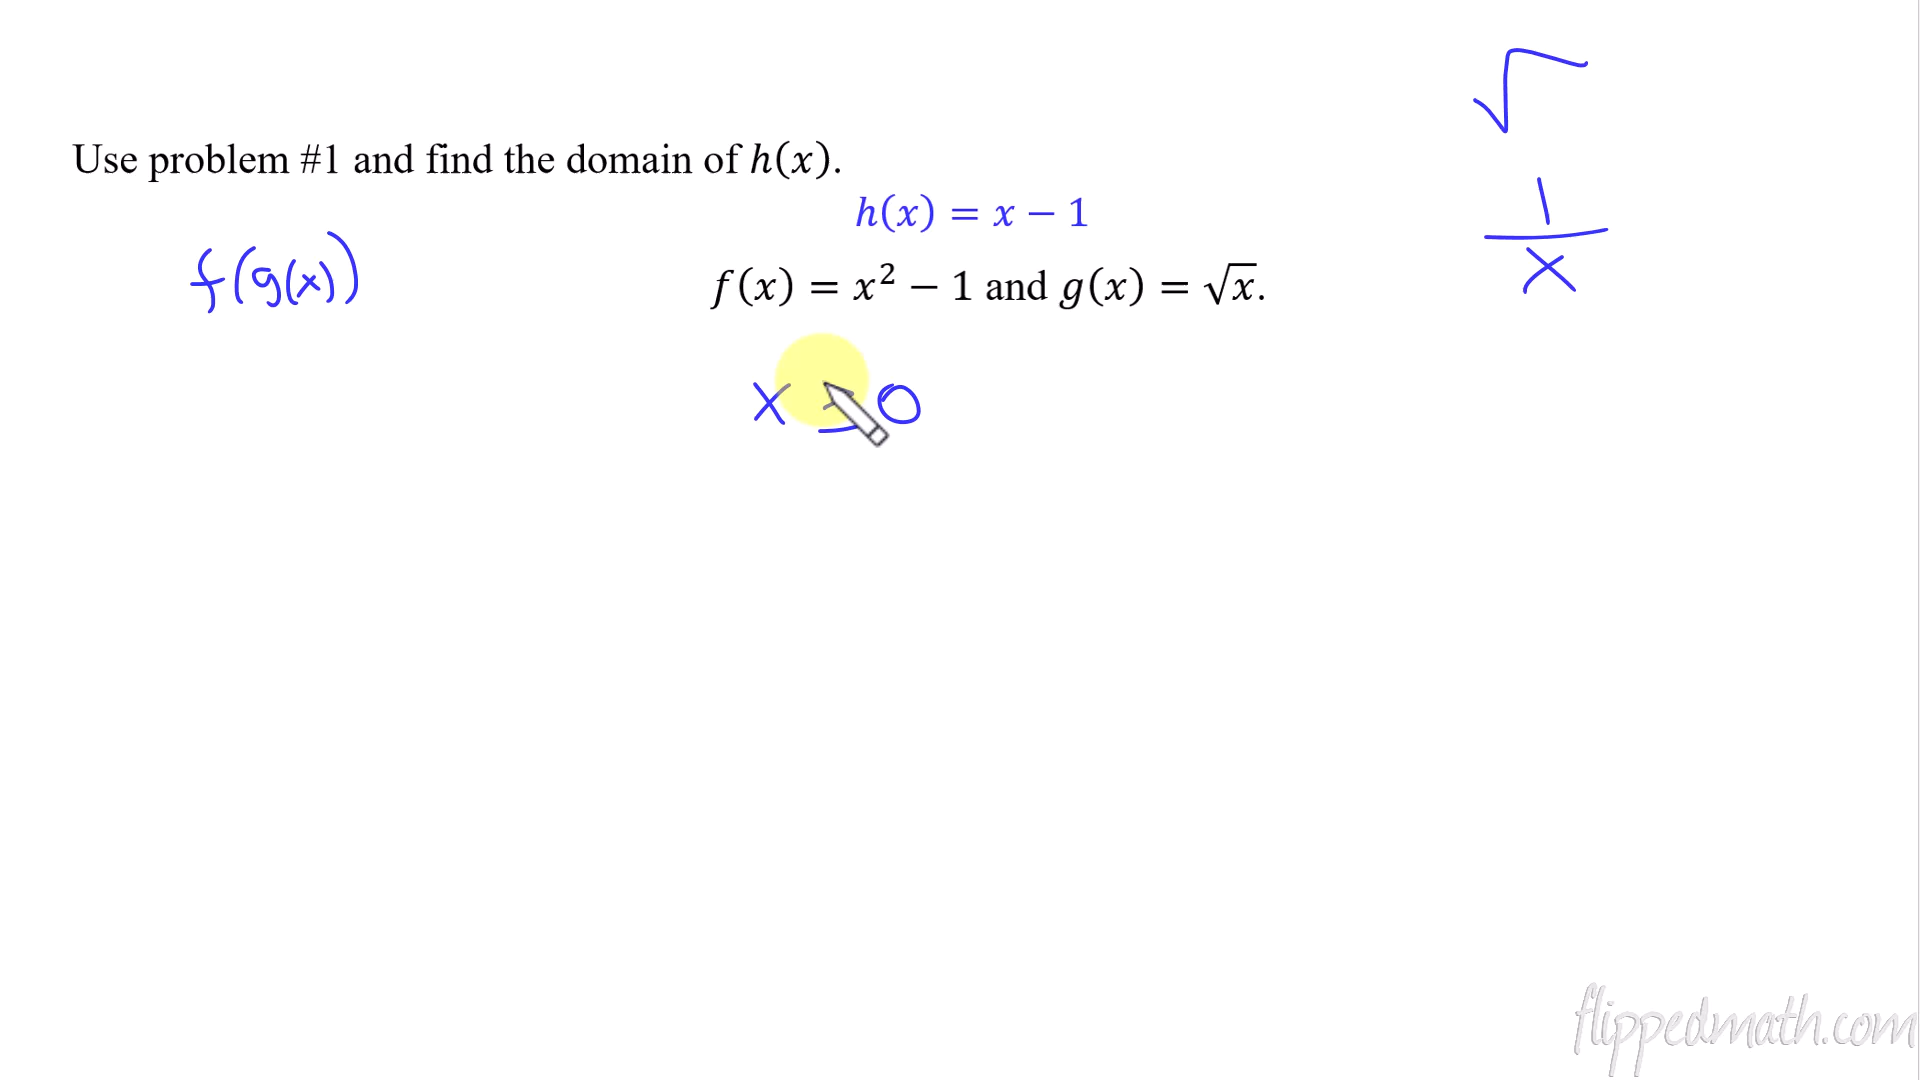 √
Use problem #1 and find the domain of h(x).
h(x) = x − 1
1/x
f(g(x))
f(x) = x² − 1 and g(x) = √x.
x ≥ 0
flippedmath.com